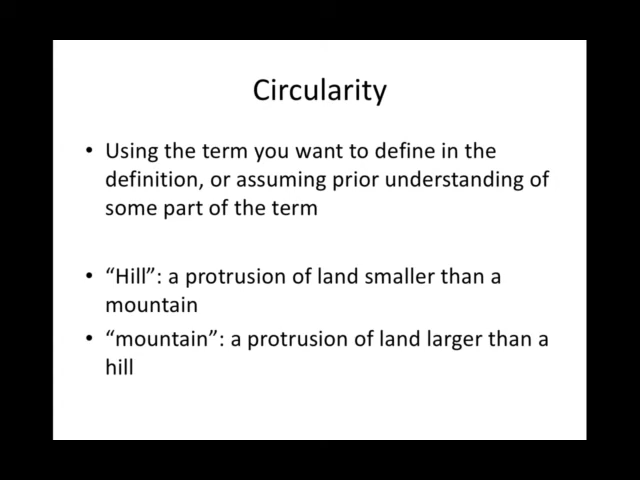 Circularity
• Using the term you want to define in the
definition, or assuming prior understanding of
some part of the term
• “Hill”: a protrusion of land smaller than a
mountain
• “mountain”: a protrusion of land larger than a
hill